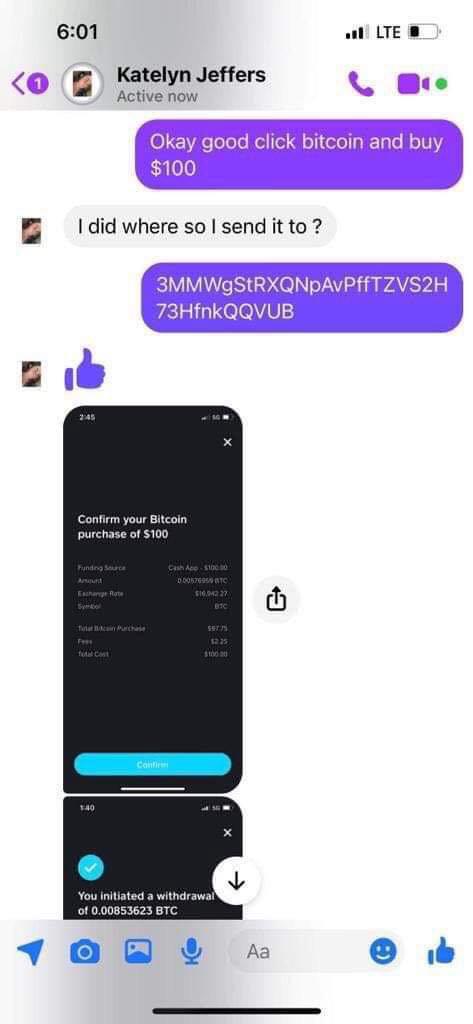 6:01
LTE
1
Katelyn Jeffers
Active now
Okay good click bitcoin and buy
$100
I did where so I send it to ?
3MMWgStRXQNpAvPffTZVS2H
73HfnkQQVUB
2:45
5G
Confirm your Bitcoin
purchase of $100
Funding Source Cash App - $100.00
Amount 0.00576959 BTC
Exchange Rate $16,942.27
Symbol BTC
Total Bitcoin Purchase $97.75
Fees $2.25
Total Cost $100.00
Confirm
1:40
5G
You initiated a withdrawal
of 0.00853623 BTC
Aa